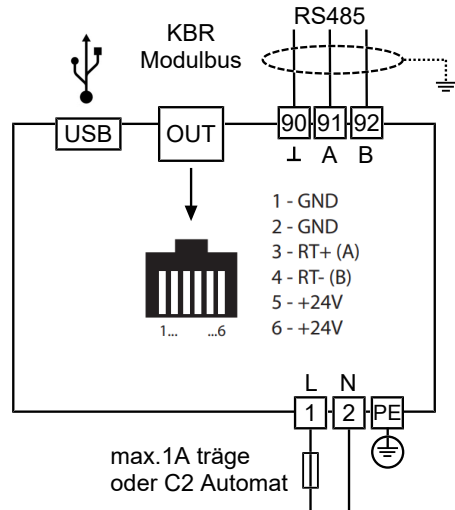 RS485
KBR
Modulbus
USB
OUT
90 91 92
⊥ A B
1 - GND
2 - GND
3 - RT+ (A)
4 - RT- (B)
5 - +24V
6 - +24V
1... ...6
L N
1 2 PE
max.1A träge
oder C2 Automat